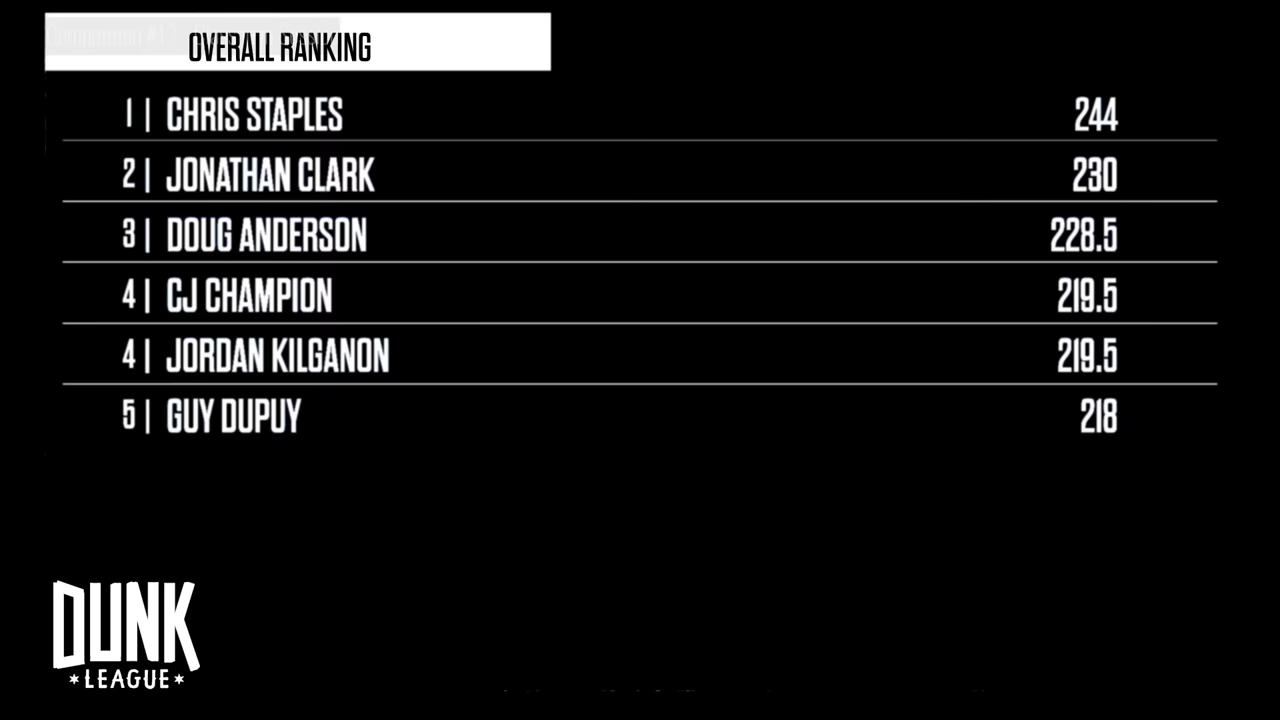 OVERALL RANKING
1 | CHRIS STAPLES 244
2 | JONATHAN CLARK 230
3 | DOUG ANDERSON 228.5
4 | CJ CHAMPION 219.5
4 | JORDAN KILGANON 219.5
5 | GUY DUPUY 218
DUNK
*LEAGUE*